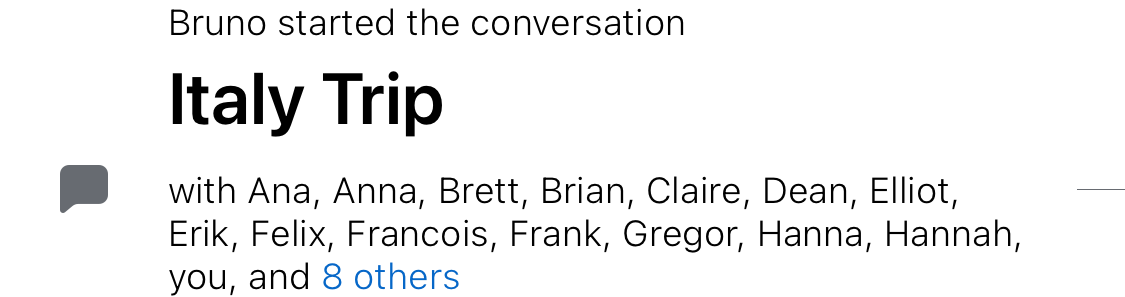 Bruno started the conversation
Italy Trip
with Ana, Anna, Brett, Brian, Claire, Dean, Elliot,
Erik, Felix, Francois, Frank, Gregor, Hanna, Hannah,
you, and 8 others